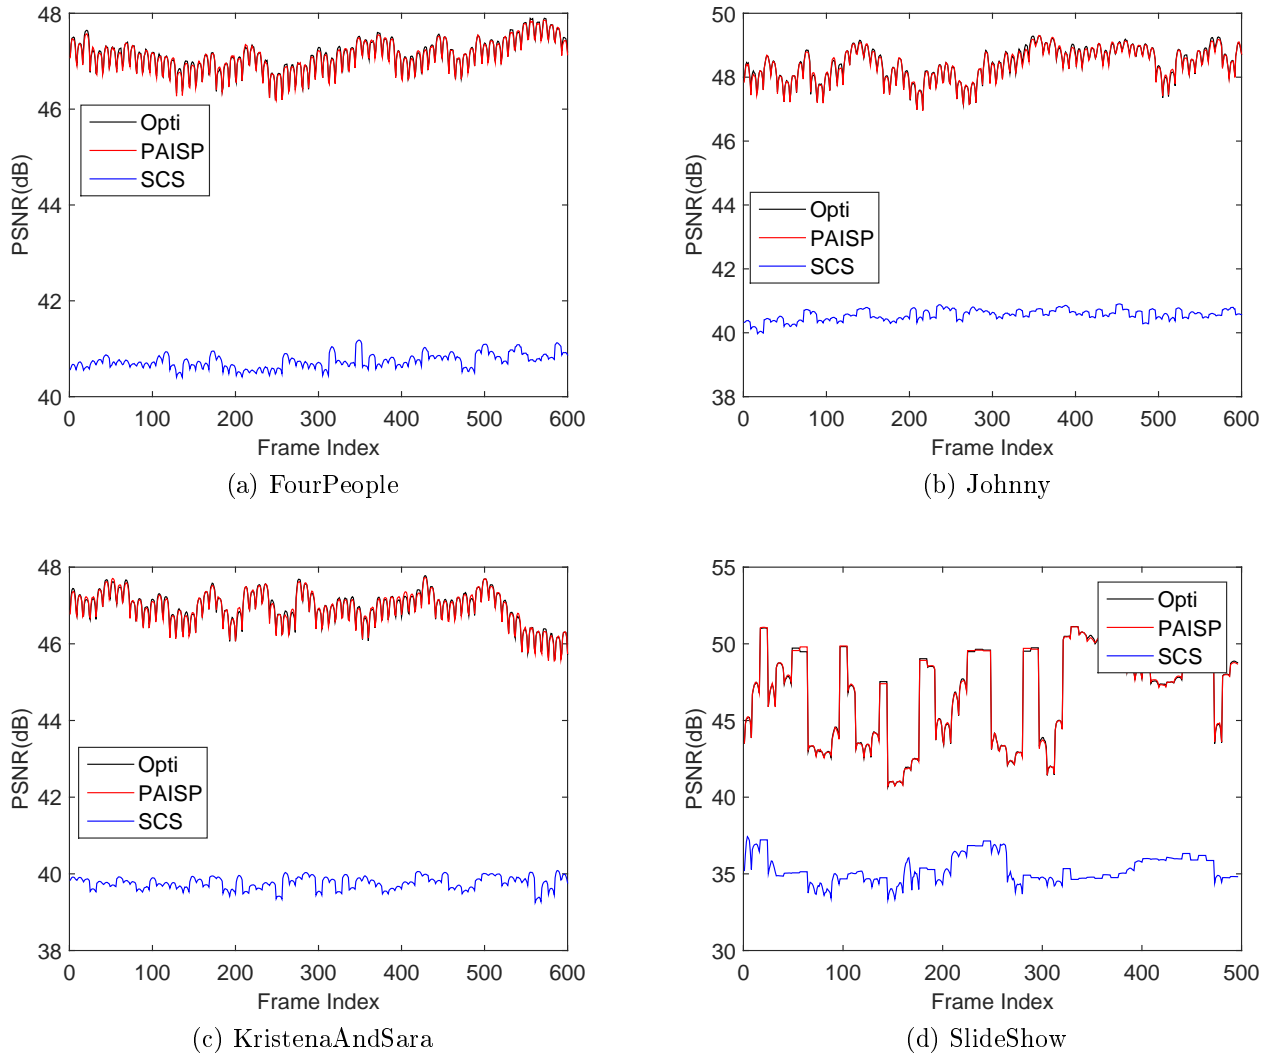 48
46
44
42
40
PSNR(dB)
Opti
PAISP
SCS
0 100 200 300 400 500 600
Frame Index
(a) FourPeople
50
48
46
44
42
40
38
PSNR(dB)
Opti
PAISP
SCS
0 100 200 300 400 500 600
Frame Index
(b) Johnny
48
46
44
42
40
38
PSNR(dB)
Opti
PAISP
SCS
0 100 200 300 400 500 600
Frame Index
(c) KristenaAndSara
55
50
45
40
35
30
PSNR(dB)
Opti
PAISP
SCS
0 100 200 300 400 500
Frame Index
(d) SlideShow